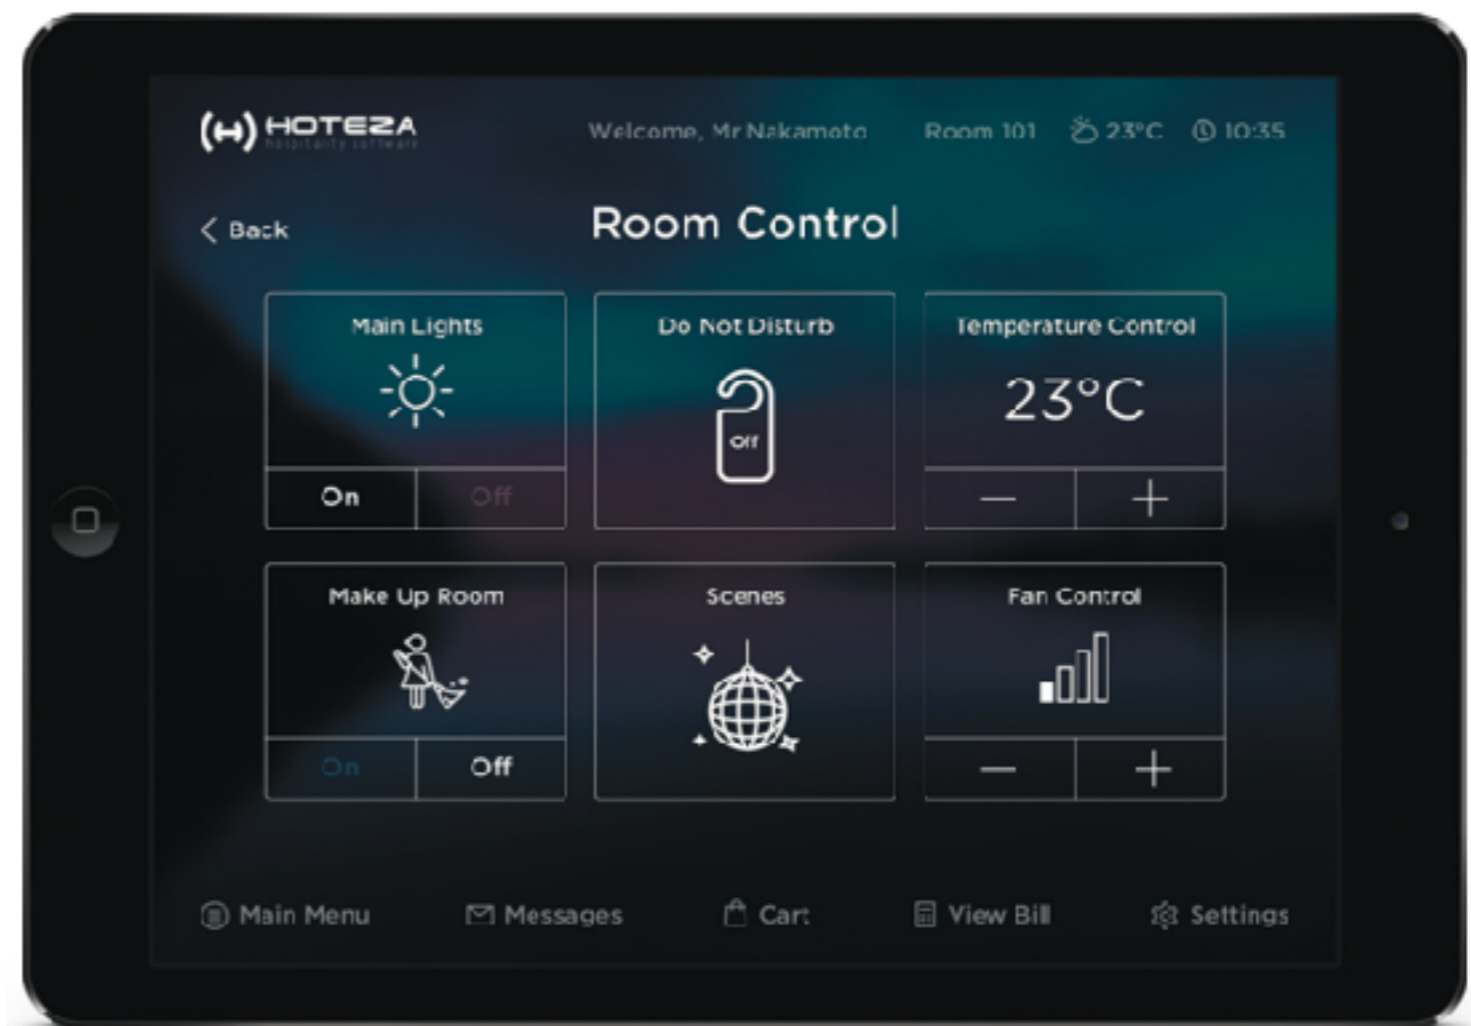 HOTEZA
hospitality software
Welcome, Mr Nakamoto
Room 101
23°C
10:35
Back
Room Control
Main Lights
On
Off
Do Not Disturb
Off
Temperature Control
23°C
−
+
Make Up Room
On
Off
Scenes
Fan Control
−
+
Main Menu
Messages
Cart
View Bill
Settings